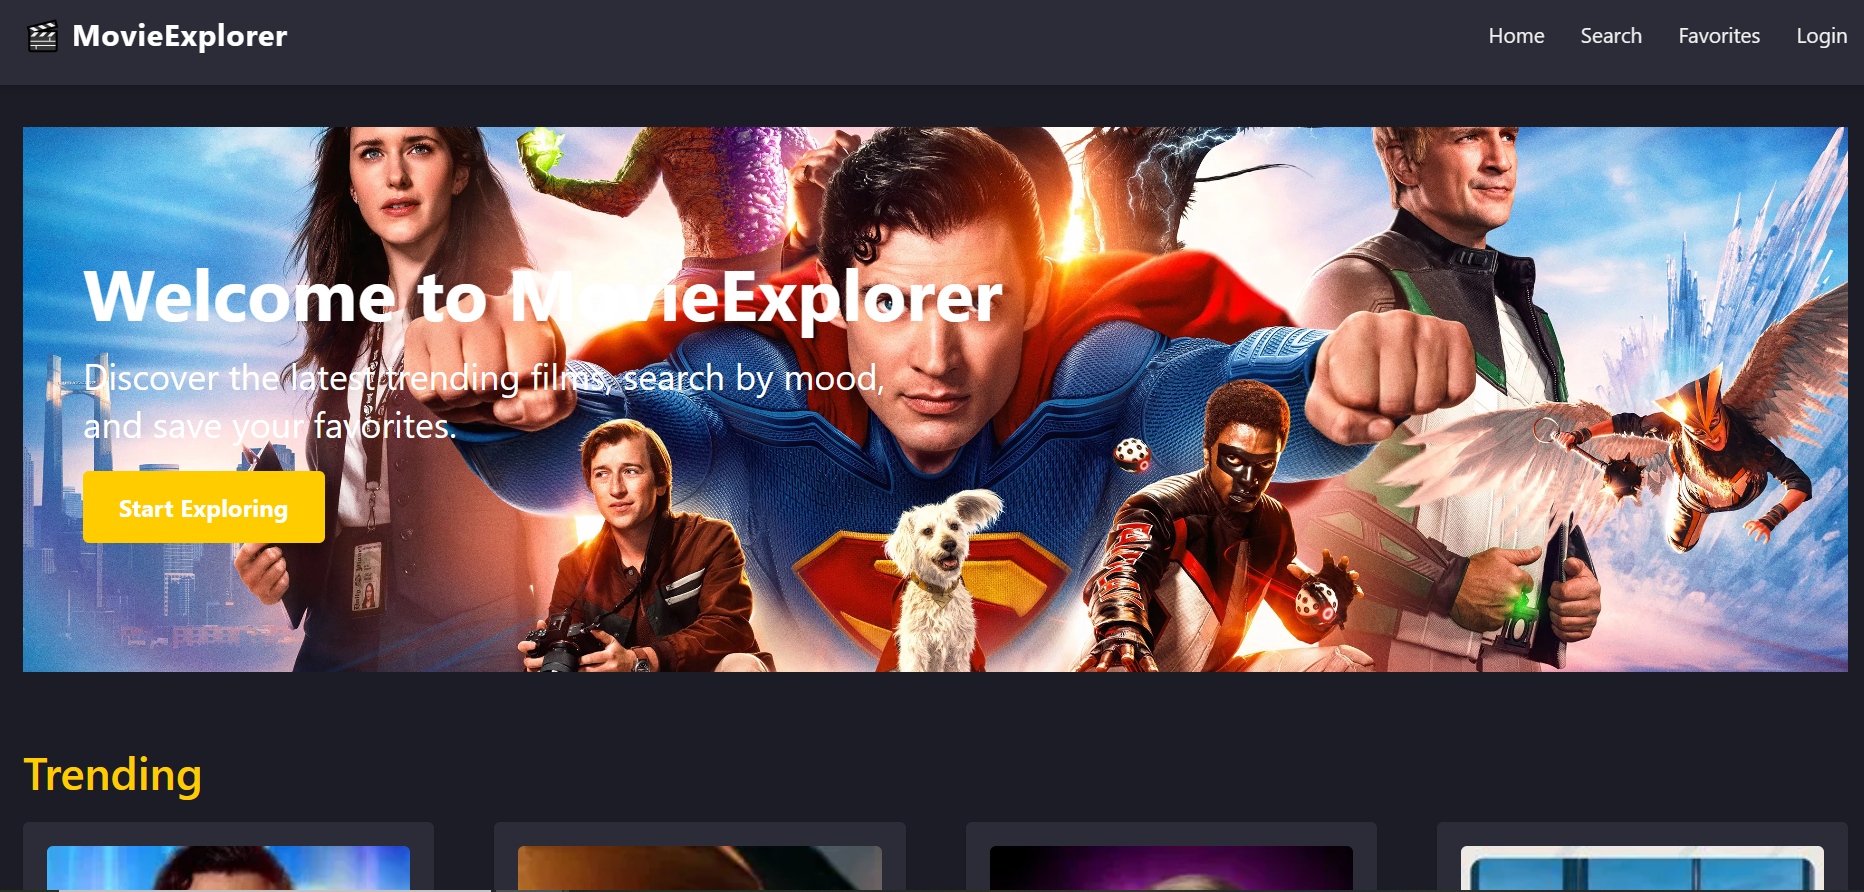 MovieExplorer
Home
Search
Favorites
Login
Welcome to MovieExplorer
Discover the latest trending films, search by mood,
and save your favorites.
Start Exploring
Trending